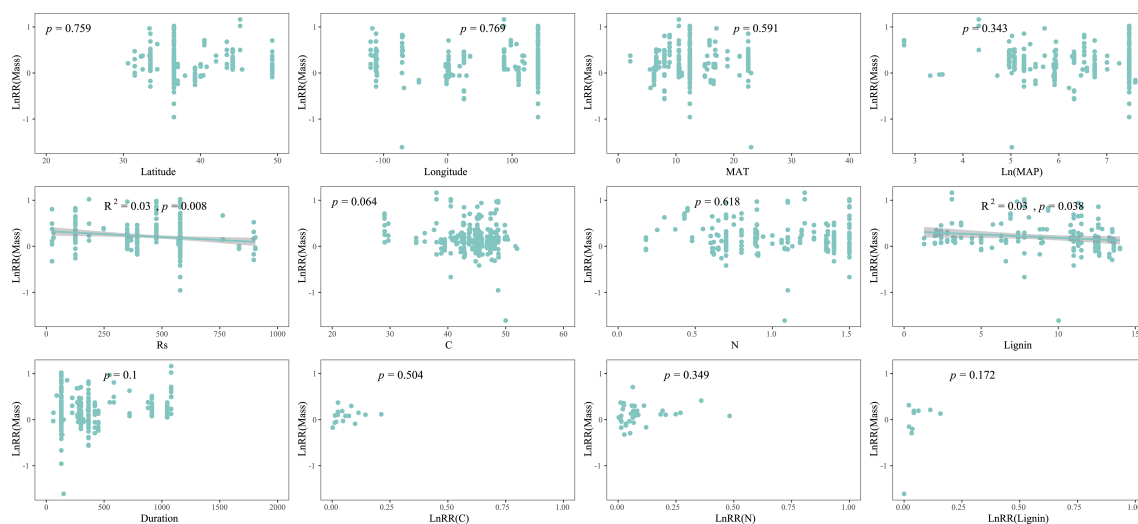 p = 0.759
p = 0.769
p = 0.591
p = 0.343
LnRR(Mass)
1
0
-1
20
30
40
50
Latitude
LnRR(Mass)
1
0
-1
-100
0
100
Longitude
LnRR(Mass)
1
0
-1
0
10
20
30
40
MAT
LnRR(Mass)
1
0
-1
3
4
5
6
7
Ln(MAP)
R² = 0.03 , p = 0.008
p = 0.064
p = 0.618
R² = 0.03 , p = 0.038
LnRR(Mass)
1
0
-1
0
250
500
750
1000
Rs
LnRR(Mass)
1
0
-1
20
30
40
50
60
C
LnRR(Mass)
1
0
-1
0.0
0.5
1.0
1.5
N
LnRR(Mass)
1
0
-1
0
5
10
15
Lignin
p = 0.1
p = 0.504
p = 0.349
p = 0.172
LnRR(Mass)
1
0
-1
0
500
1000
1500
2000
Duration
LnRR(Mass)
1
0
-1
0.00
0.25
0.50
0.75
1.00
LnRR(C)
LnRR(Mass)
1
0
-1
0.00
0.25
0.50
0.75
1.00
LnRR(N)
LnRR(Mass)
1
0
-1
0.00
0.25
0.50
0.75
1.00
LnRR(Lignin)